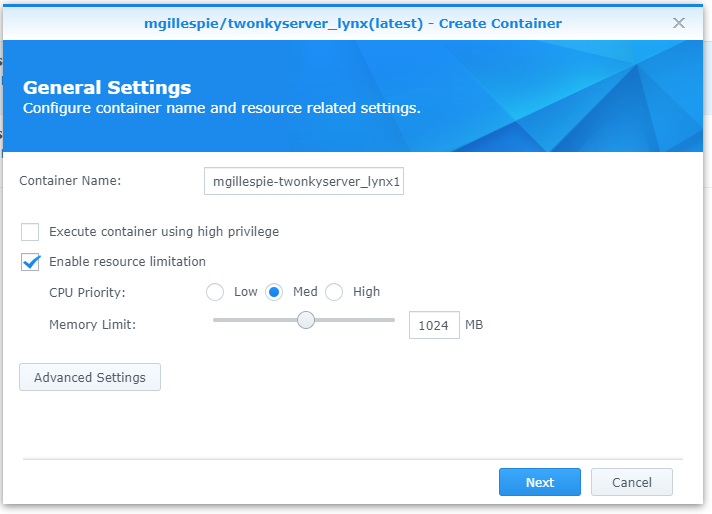 mgillespie/twonkyserver_lynx(latest) - Create Container
General Settings
Configure container name and resource related settings.
Container Name: mgillespie-twonkyserver_lynx1
Execute container using high privilege
Enable resource limitation
CPU Priority: Low Med High
Memory Limit: 1024 MB
Advanced Settings
Next Cancel